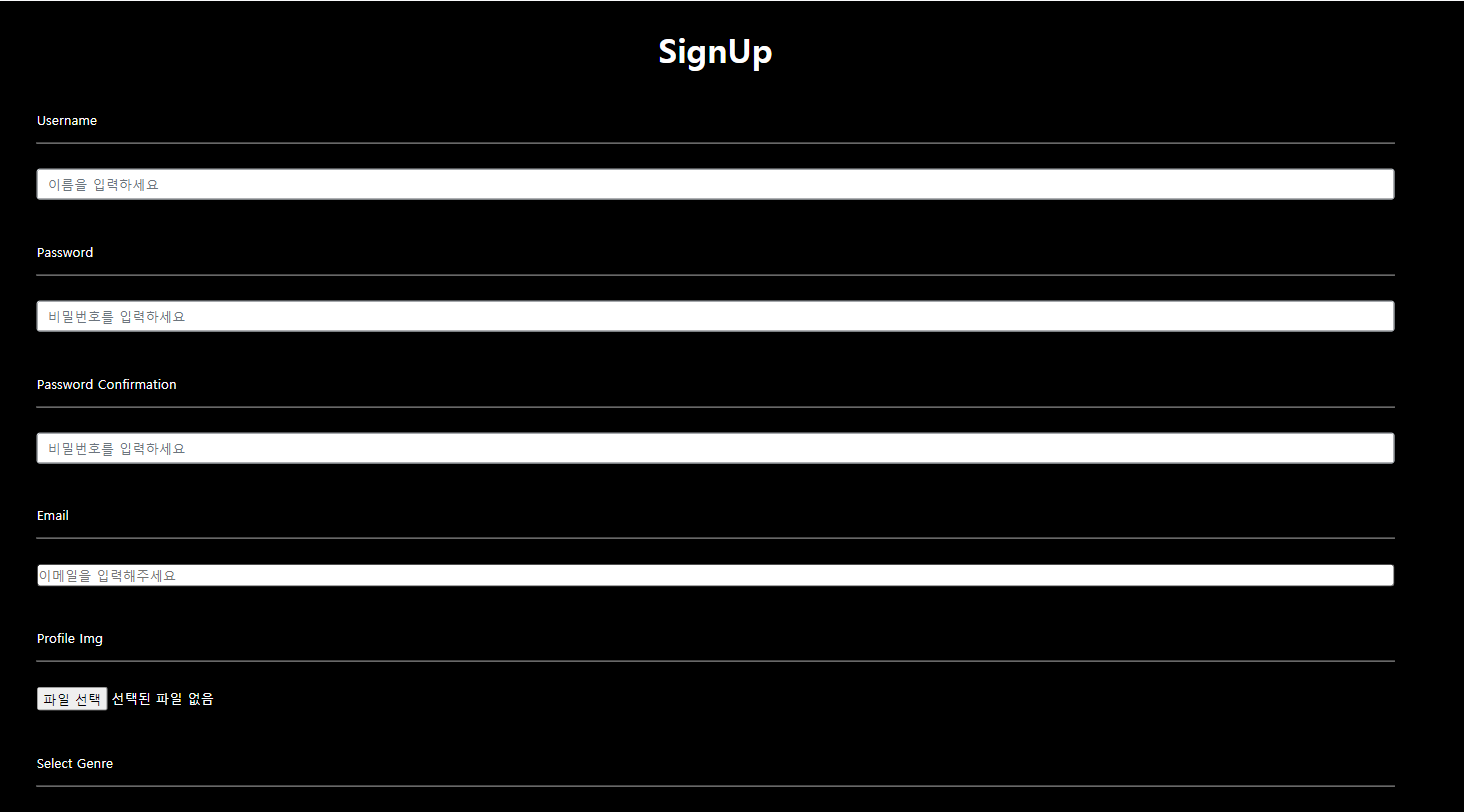 SignUp
Username
이름을 입력하세요
Password
비밀번호를 입력하세요
Password Confirmation
비밀번호를 입력하세요
Email
이메일을 입력해주세요
Profile Img
파일 선택 선택된 파일 없음
Select Genre